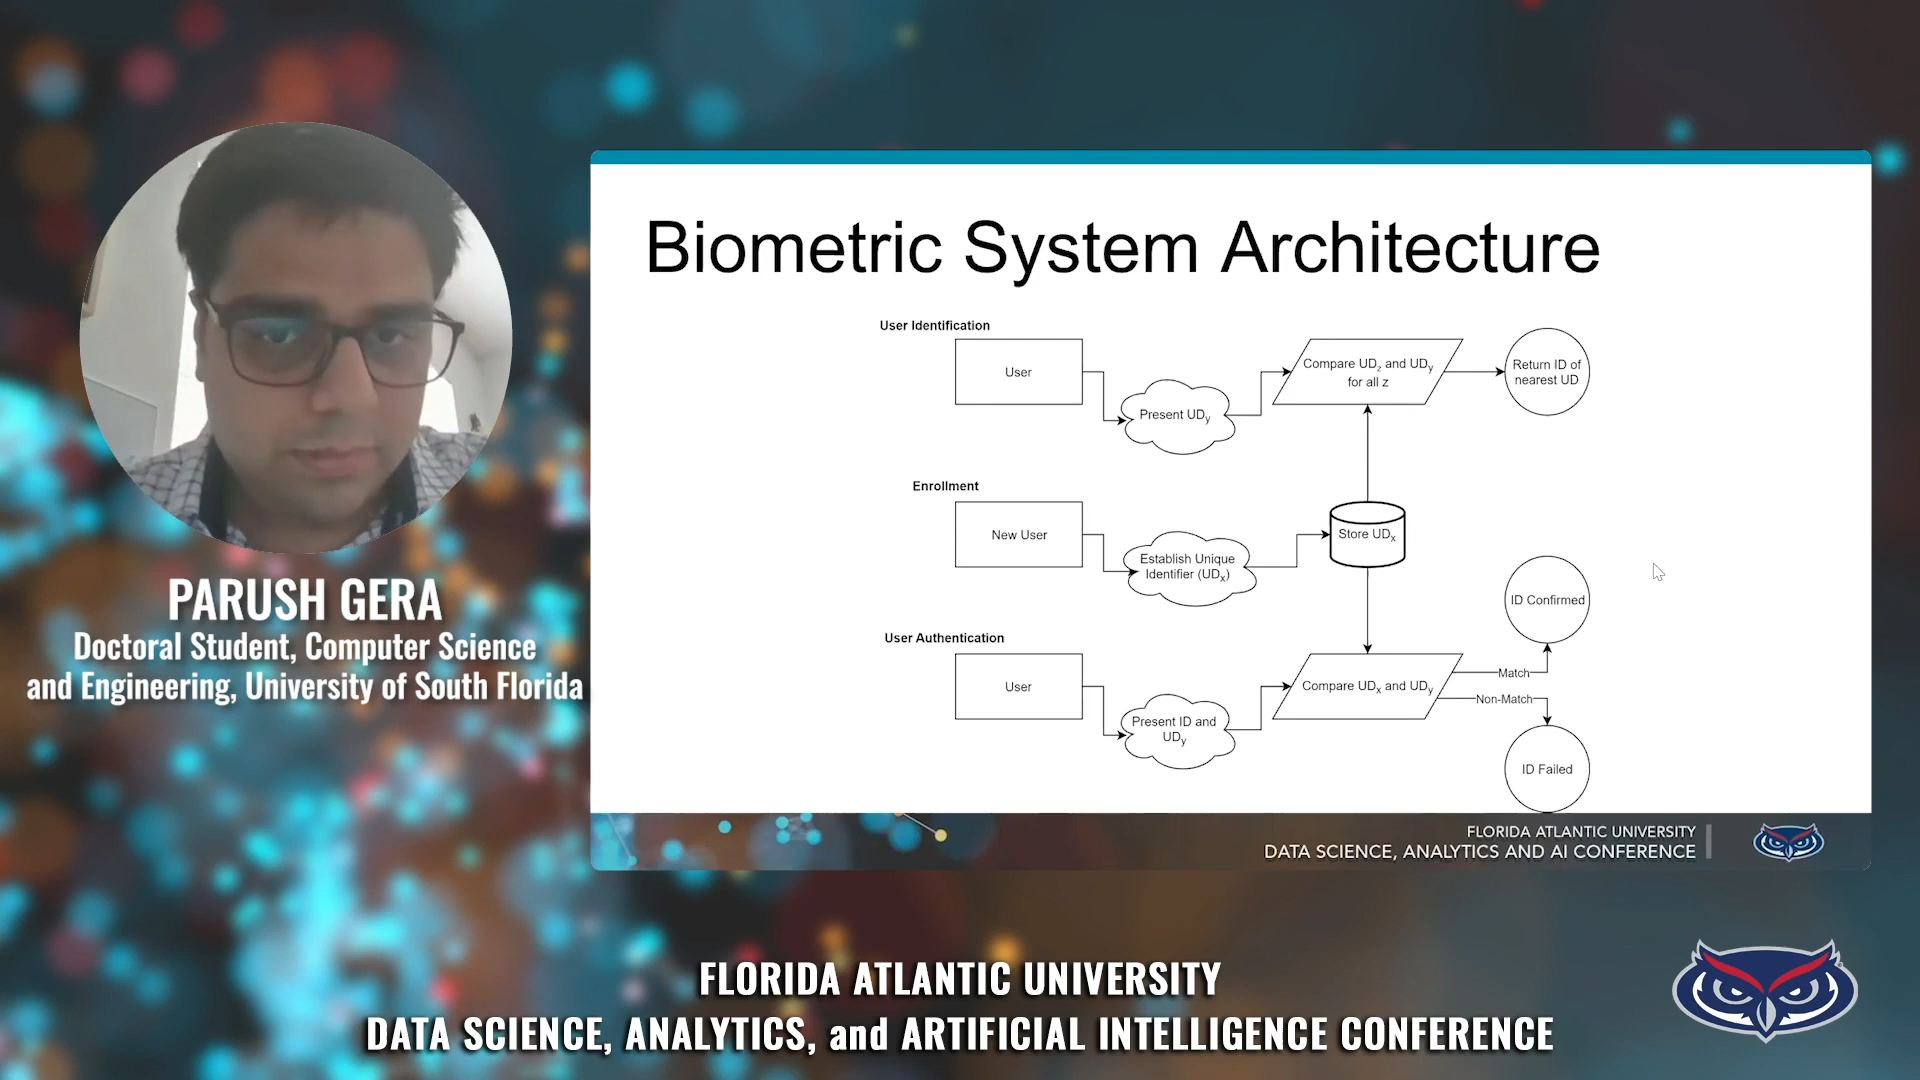 Biometric System Architecture
User Identification
User
Present UDy
Compare UDz and UDy
for all z
Return ID of
nearest UD
Enrollment
New User
Establish Unique
Identifier (UDx)
Store UDx
User Authentication
User
Present ID and
UDy
Compare UDx and UDy
Match
Non-Match
ID Confirmed
ID Failed
FLORIDA ATLANTIC UNIVERSITY
DATA SCIENCE, ANALYTICS AND AI CONFERENCE
PARUSH GERA
Doctoral Student, Computer Science
and Engineering, University of South Florida
FLORIDA ATLANTIC UNIVERSITY
DATA SCIENCE, ANALYTICS, and ARTIFICIAL INTELLIGENCE CONFERENCE